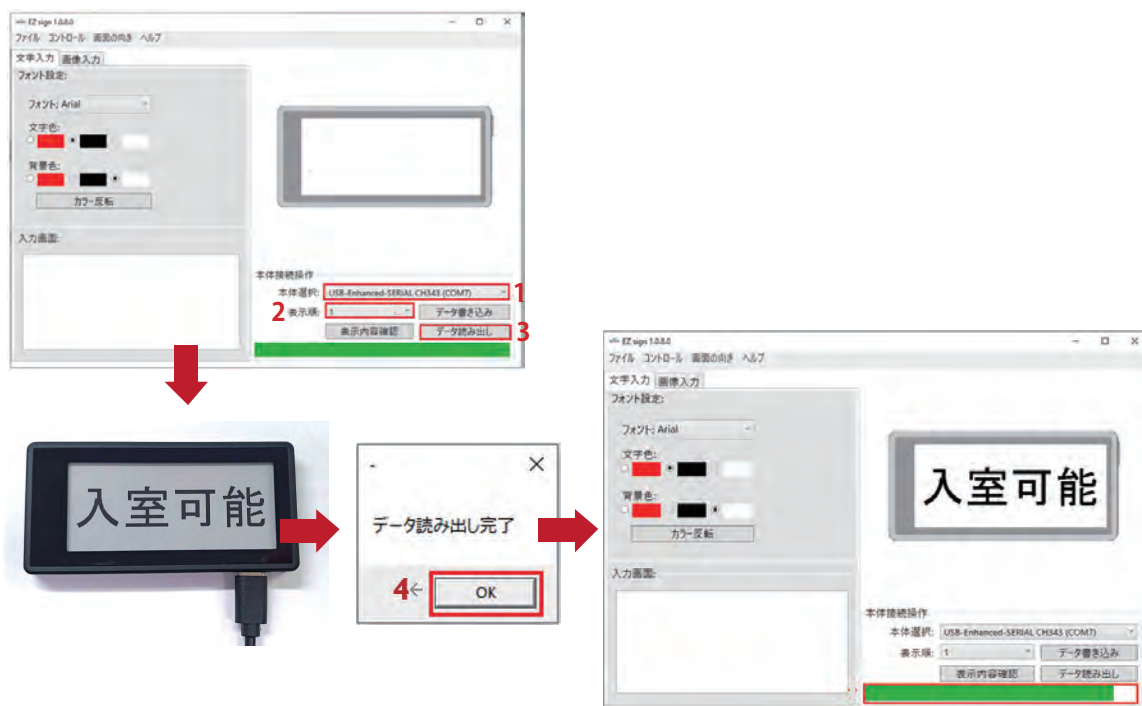 EZ sign 1.0.8.0
ファイル コントロール 画面の向き ヘルプ
文字入力 画像入力
フォント設定:
フォント: Arial
文字色:
背景色:
カラー反転
入力画面:
本体接続操作
本体選択: USB-Enhanced-SERIAL CH343 (COM7) 1
2 表示順: 1 データ書き込み
表示内容確認 データ読み出し 3
入室可能
データ読み出し完了
4← OK
EZ sign 1.0.8.0
ファイル コントロール 画面の向き ヘルプ
文字入力 画像入力
フォント設定:
フォント: Arial
文字色:
背景色:
カラー反転
入室可能
入力画面:
本体接続操作
本体選択: USB-Enhanced-SERIAL CH343 (COM7)
表示順: 1 データ書き込み
表示内容確認 データ読み出し